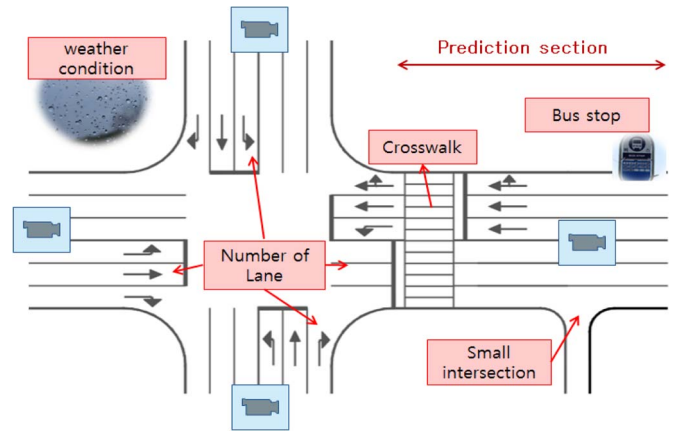 weather
condition
Prediction section
Bus stop
Crosswalk
Number of
Lane
Small
intersection